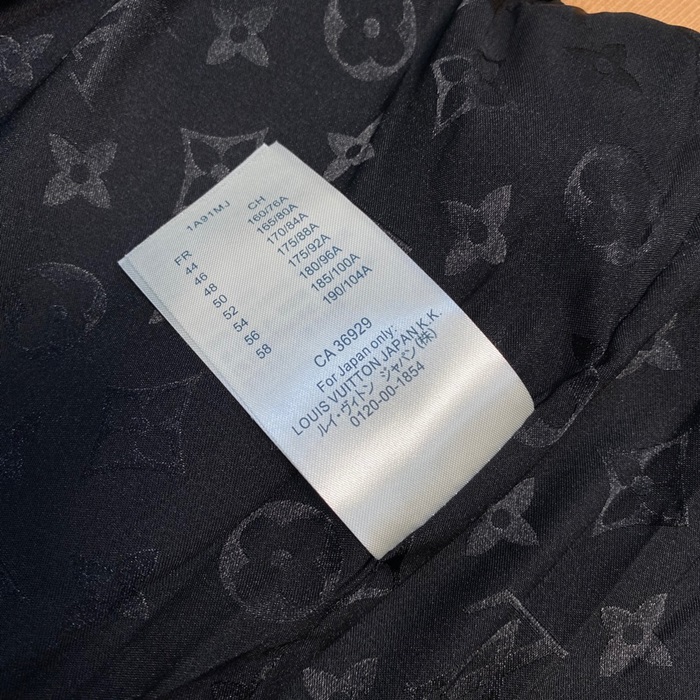 1A91MJ
FR CH
44 160/76A
46 165/80A
48 170/84A
50 175/88A
52 175/92A
54 180/96A
56 185/100A
58 190/104A
CA 36929
For Japan only:
LOUIS VUITTON JAPAN K.K.
ルイ・ヴィトン ジャパン(株)
0120-00-1854